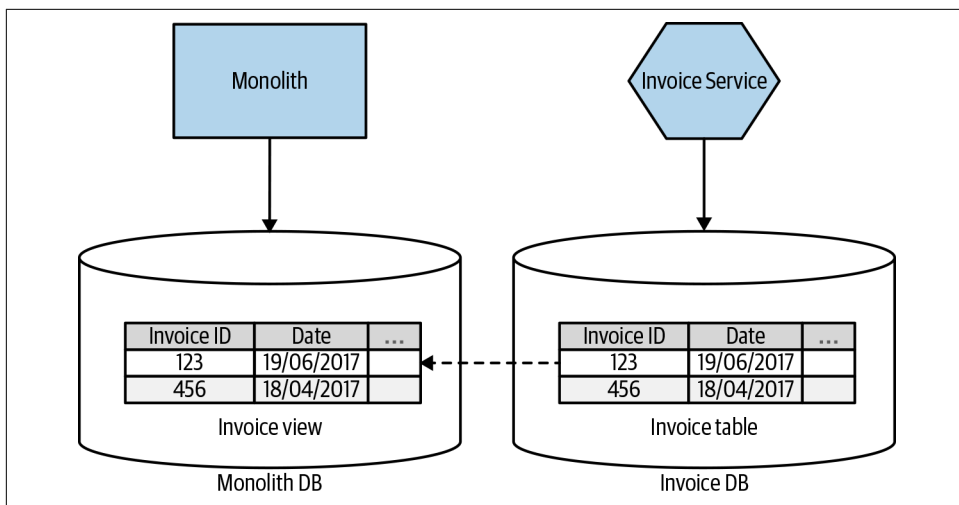 Monolith
Invoice Service
Invoice ID Date ...
123 19/06/2017
456 18/04/2017
Invoice view
Monolith DB
Invoice ID Date ...
123 19/06/2017
456 18/04/2017
Invoice table
Invoice DB